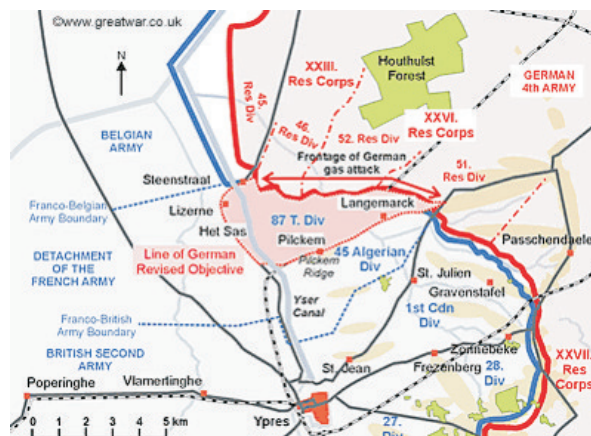 ©www.greatwar.co.uk
N
XXIII.
Res Corps
Houthulst
Forest
GERMAN
4th ARMY
45.
Res Div
46.
Res Div
52. Res Div
XXVI.
Res Corps
BELGIAN
ARMY
Frontage of German
gas attack
51.
Res Div
Steenstraat
Franco-Belgian
Army Boundary
Lizerne
87 T. Div
Langemarck
Het Sas
Pilckem
Passchendaele
Line of German
Revised Objective
Pilckem
Ridge
45 Algerian
Div
DETACHMENT
OF THE
FRENCH ARMY
St. Julien
Gravenstafel
Yser
Canal
1st Cdn
Div
Franco-British
Army Boundary
BRITISH SECOND
ARMY
St. Jean
Zonnebeke
Frezenberg
28.
Div
XXVII.
Res Corps
Poperinghe
Vlamertinghe
Ypres
27.
Div
0 1 2 3 4 5 km